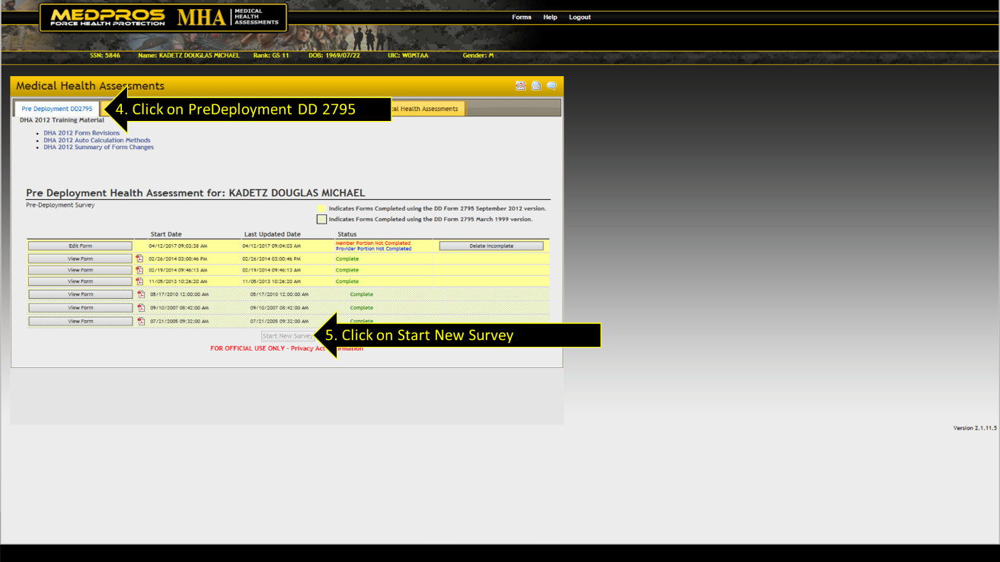 MEDPROS
FORCE HEALTH PROTECTION
MHA
MEDICAL
HEALTH
ASSESSMENTS
Forms Help Logout
SSN: 5846 Name: KADETZ DOUGLAS MICHAEL Rank: GS 11 DOB: 1969/07/22 UIC: W0MTAA Gender: M
Medical Health Assessments
Pre Deployment DD2795
4. Click on PreDeployment DD 2795
cal Health Assessments
DHA 2012 Training Material
DHA 2012 Form Revisions
DHA 2012 Auto Calculation Methods
DHA 2012 Summary of Form Changes
Pre Deployment Health Assessment for: KADETZ DOUGLAS MICHAEL
Pre-Deployment Survey
Indicates Forms Completed using the DD Form 2795 September 2012 version.
Indicates Forms Completed using the DD Form 2795 March 1999 version.
Start Date Last Updated Date Status
Edit Form 04/12/2017 09:03:38 AM 04/12/2017 09:04:03 AM Member Portion Not Completed
Provider Portion Not Completed Delete Incomplete
View Form 02/26/2014 03:00:46 PM 02/26/2014 03:00:46 PM Complete
View Form 02/19/2014 09:46:13 AM 02/19/2014 09:46:13 AM Complete
View Form 11/05/2013 10:26:20 AM 11/05/2013 10:26:20 AM Complete
View Form 05/17/2010 12:00:00 AM 05/17/2010 12:00:00 AM Complete
View Form 09/10/2007 08:42:00 AM 09/10/2007 08:42:00 AM Complete
View Form 07/21/2005 09:32:00 AM 07/21/2005 09:32:00 AM Complete
Start New Survey
5. Click on Start New Survey
FOR OFFICIAL USE ONLY - Privacy Act Information
Version 2.1.11.5